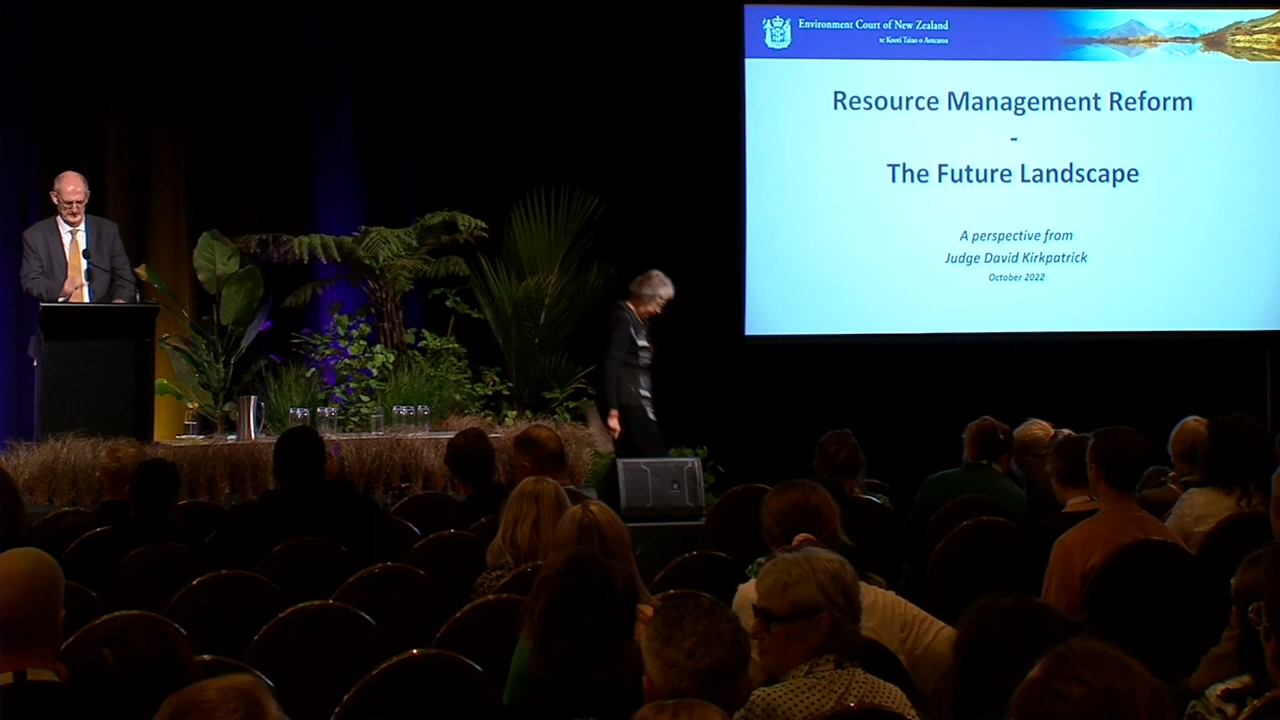 Environment Court of New Zealand
te Kooti Taiao o Aotearoa
Resource Management Reform
-
The Future Landscape
A perspective from
Judge David Kirkpatrick
October 2022